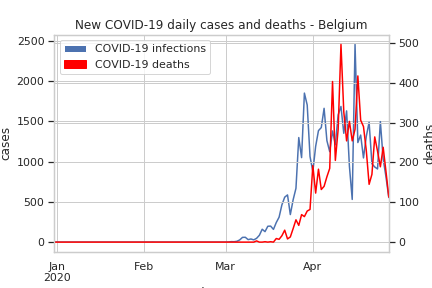 New COVID-19 daily cases and deaths - Belgium
COVID-19 infections
COVID-19 deaths
2500
2000
1500
1000
500
0
cases
500
400
300
200
100
0
deaths
Jan Feb Mar Apr
2020